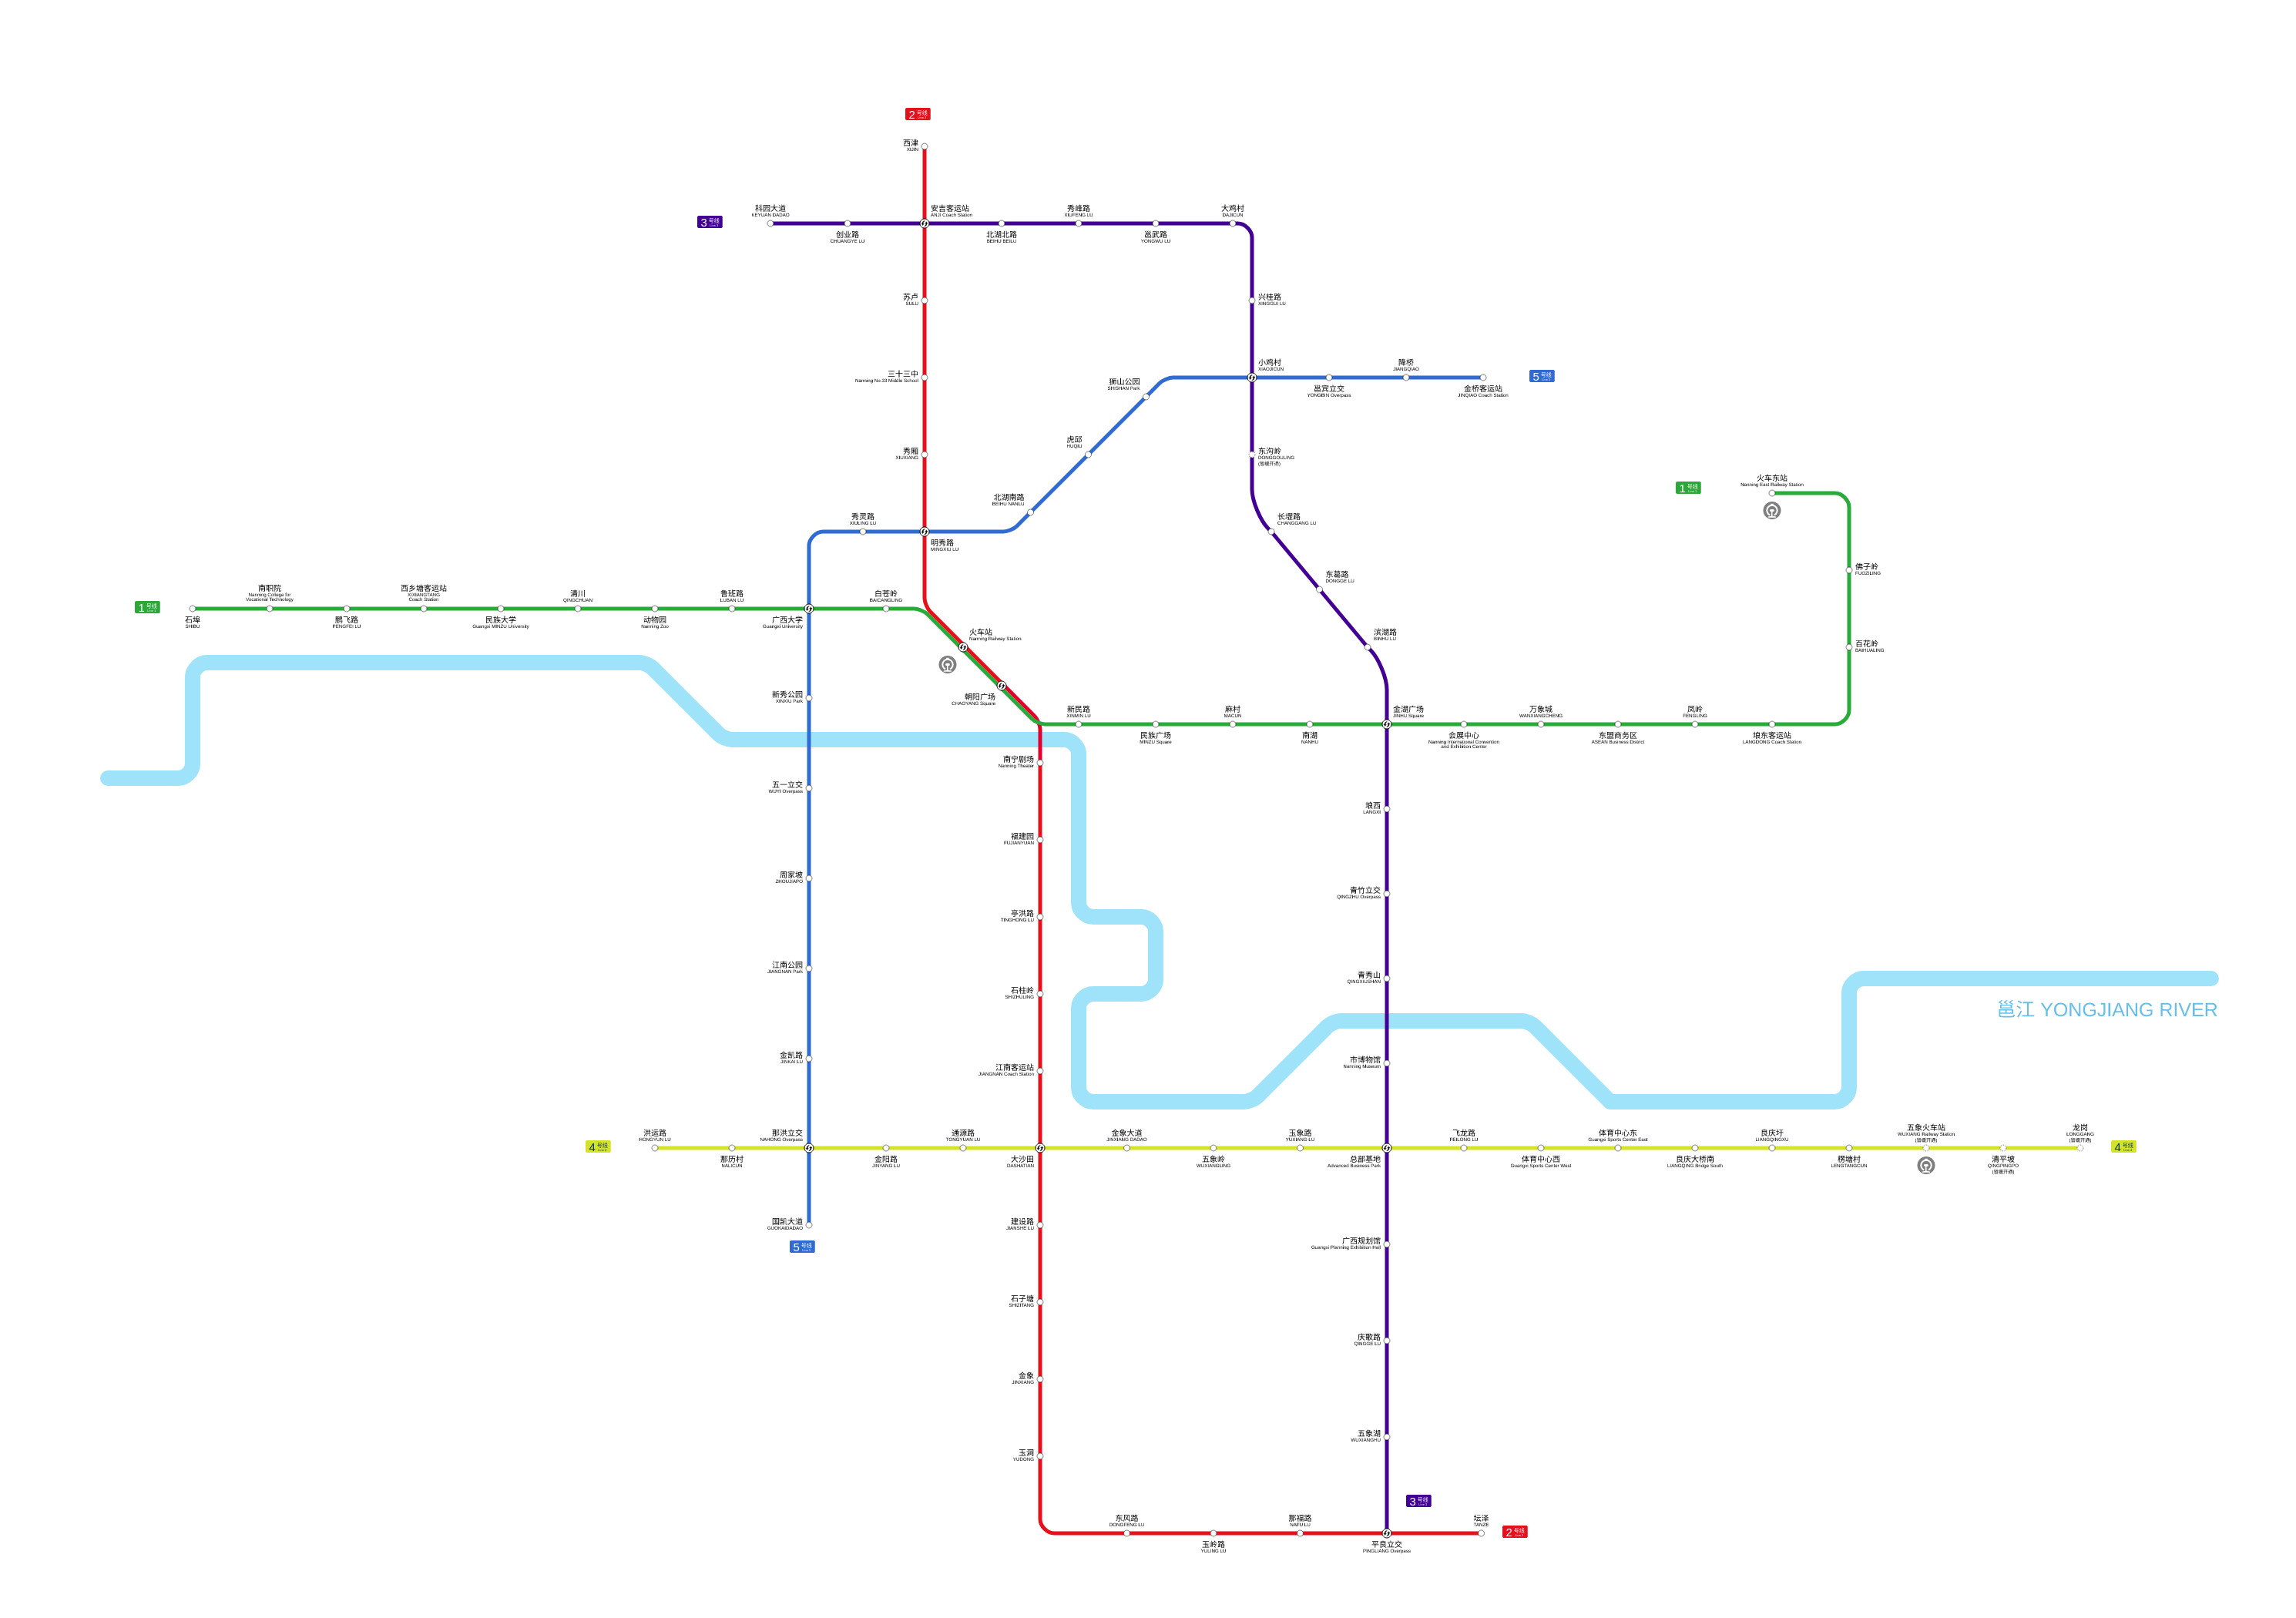 2 号线
西津
XIJIN
3 号线
科园大道
KEYUAN DADAO
创业路
CHUANGYE LU
安吉客运站
ANJI Coach Station
北湖北路
BEIHU BEILU
秀峰路
XIUFENG LU
邕武路
YONGWU LU
大鸡村
DAJICUN
苏卢
SULU
兴桂路
XINGGUI LU
三十三中
Nanning No.33 Middle School
狮山公园
SHISHAN Park
小鸡村
XIAOJICUN
邕宾立交
YONGBIN Overpass
降桥
JIANGQIAO
金桥客运站
JINQIAO Coach Station
5 号线
秀厢
XIUXIANG
虎邱
HUQIU
东沟岭
DONGGOULING
(暂缓开通)
北湖南路
BEIHU NANLU
秀灵路
XIULING LU
明秀路
MINGXIU LU
长堽路
CHANGGANG LU
1 号线
火车东站
Nanning East Railway Station
东葛路
DONGGE LU
佛子岭
FUOZILING
1 号线
石埠
SHIBU
南职院
Nanning College for
Vocational Technology
鹏飞路
PENGFEI LU
西乡塘客运站
XIXIANGTANG
Coach Station
民族大学
Guangxi MINZU University
清川
QINGCHUAN
动物园
Nanning Zoo
鲁班路
LUBAN LU
广西大学
Guangxi University
白苍岭
BAICANGLING
火车站
Nanning Railway Station
滨湖路
BINHU LU
百花岭
BAIHUALING
朝阳广场
CHAOYANG Square
新秀公园
XINXIU Park
新民路
XINMIN LU
民族广场
MINZU Square
麻村
MACUN
南湖
NANHU
金湖广场
JINHU Square
会展中心
Nanning International Convention
and Exhibition Center
万象城
WANXIANGCHENG
东盟商务区
ASEAN Business District
凤岭
FENGLING
埌东客运站
LANGDONG Coach Station
南宁剧场
Nanning Theater
五一立交
WUYI Overpass
埌西
LANGXI
福建园
FUJIANYUAN
周家坡
ZHOUJIAPO
青竹立交
QINGZHU Overpass
亭洪路
TINGHONG LU
江南公园
JIANGNAN Park
青秀山
QINGXIUSHAN
石柱岭
SHIZHULING
邕江 YONGJIANG RIVER
金凯路
JINKAI LU
江南客运站
JIANGNAN Coach Station
市博物馆
Nanning Museum
4 号线
洪运路
HONGYUN LU
那历村
NALICUN
那洪立交
NAHONG Overpass
金阳路
JINYANG LU
通源路
TONGYUAN LU
大沙田
DASHATIAN
金象大道
JINXIANG DADAO
五象岭
WUXIANGLING
玉象路
YUXIANG LU
总部基地
Advanced Business Park
飞龙路
FEILONG LU
体育中心西
Guangxi Sports Center West
体育中心东
Guangxi Sports Center East
良庆大桥南
LIANGQING Bridge South
良庆圩
LIANGQINGXU
楞塘村
LENGTANGCUN
五象火车站
WUXIANG Railway Station
(暂缓开通)
清平坡
QINGPINGPO
(暂缓开通)
龙岗
LONGGANG
(暂缓开通)
4 号线
国凯大道
GUOKAIDADAO
5 号线
建设路
JIANSHE LU
广西规划馆
Guangxi Planning Exhibition Hall
石子塘
SHIZITANG
庆歌路
QINGGE LU
金象
JINXIANG
五象湖
WUXIANGHU
玉洞
YUDONG
3 号线
东风路
DONGFENG LU
玉岭路
YULING LU
那福路
NAFU LU
平良立交
PINGLIANG Overpass
坛泽
TANZE
2 号线